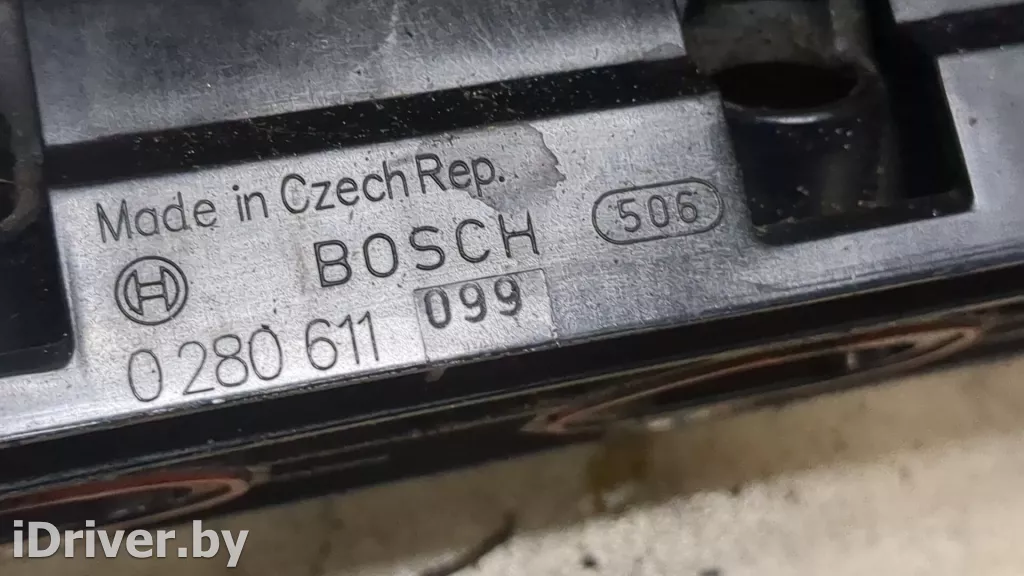 Made in Czech Rep.
BOSCH 506
0 280 611 099
iDriver.by